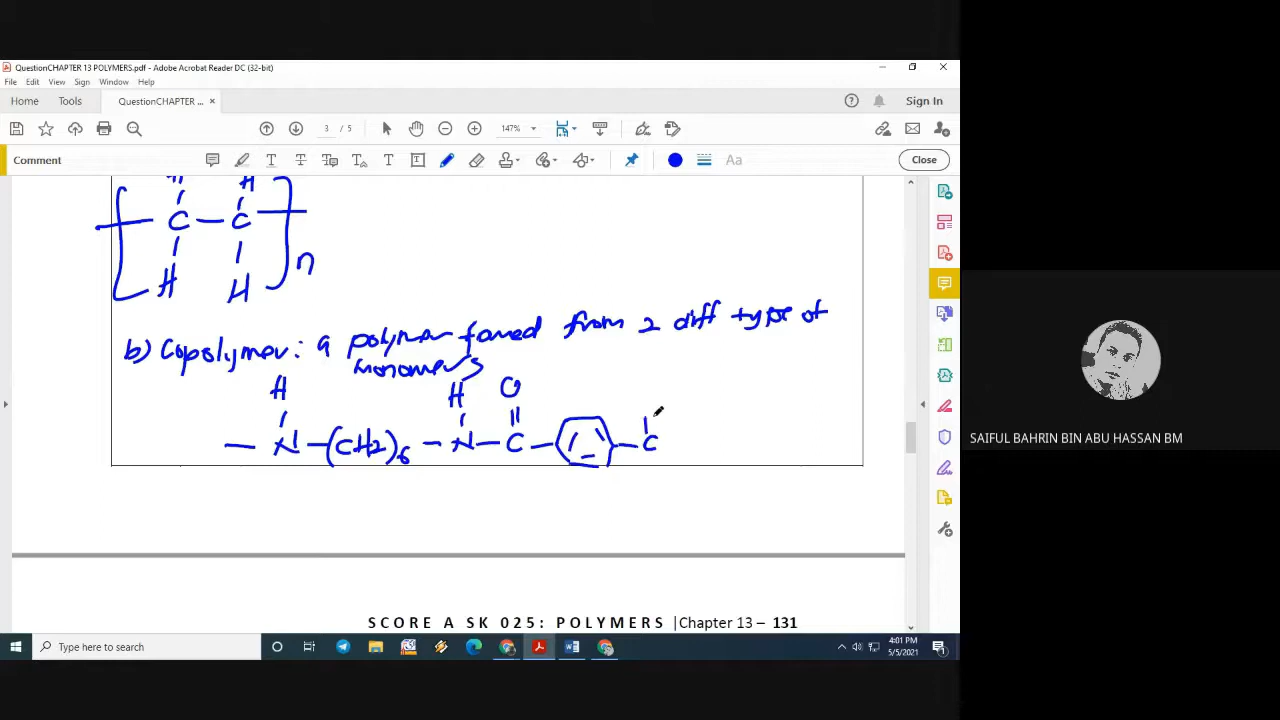 QuestionCHAPTER 13 POLYMERS.pdf - Adobe Acrobat Reader DC (32-bit)
File Edit View Sign Window Help
Home Tools QuestionCHAPTER ... × Sign In
3 / 5 147%
Comment Aa Close
H H
C - C
H H n
b) Copolymer: a polymer formed from 2 diff type of
monomers
H H O
N (CH2)6 N C C
SCORE A SK 025: POLYMERS |Chapter 13 – 131
SAIFUL BAHRIN BIN ABU HASSAN BM
Type here to search
4:01 PM
5/5/2021